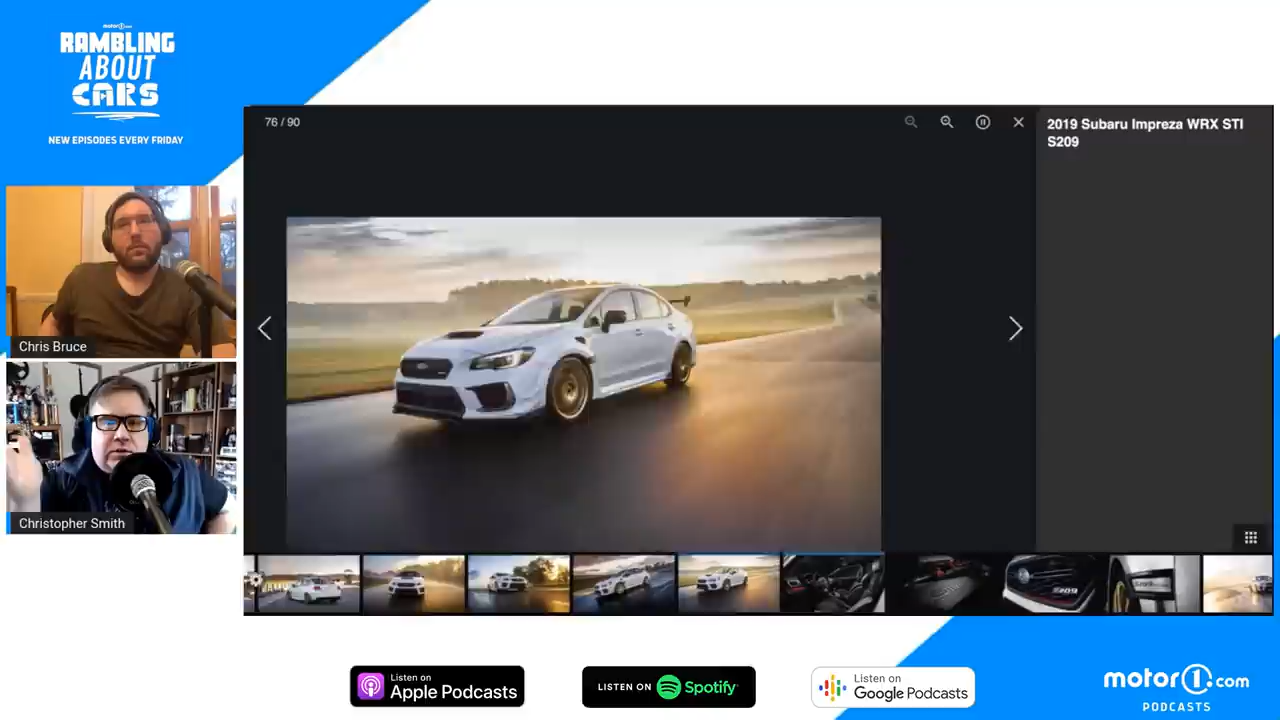 motor1.com
RAMBLING
ABOUT
CARS
NEW EPISODES EVERY FRIDAY
76 / 90
2019 Subaru Impreza WRX STI
S209
Chris Bruce
Christopher Smith
S209
Listen on
Apple Podcasts
LISTEN ON Spotify
Listen on
Google Podcasts
motor1.com
PODCASTS